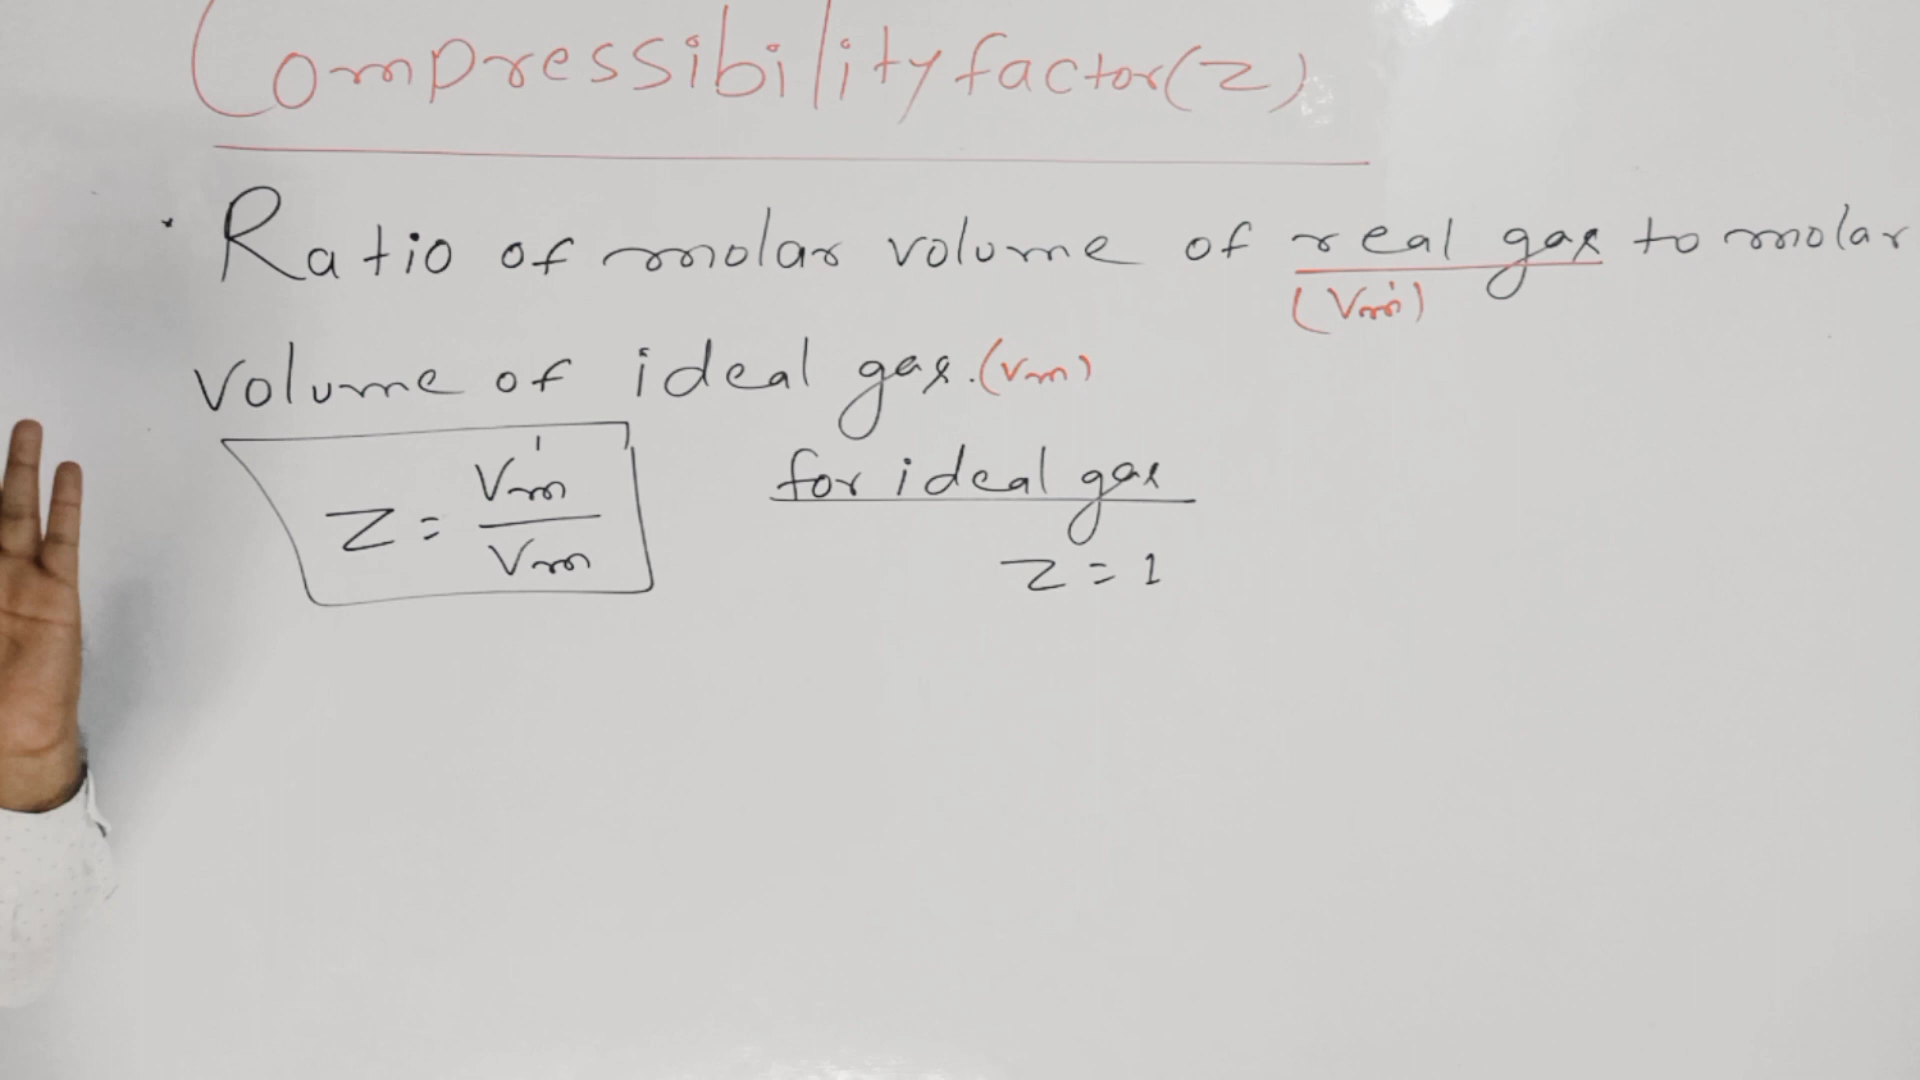 Compressibility factor (Z)
• Ratio of molar volume of real gas to molar
(Vm')
volume of ideal gas. (Vm)
Z = Vm' / Vm
for ideal gas
Z = 1